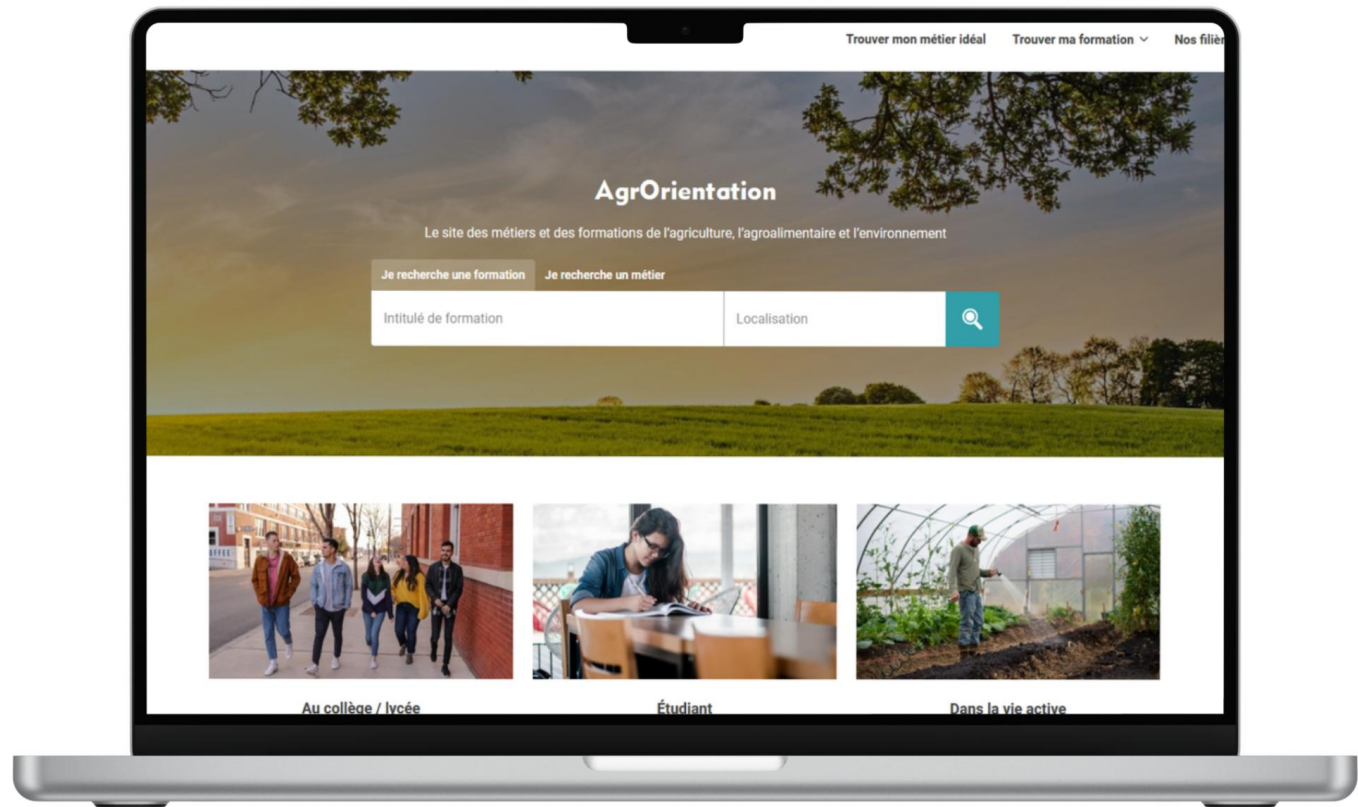 Trouver mon métier idéal
Trouver ma formation
Nos filièr
AgrOrientation
Le site des métiers et des formations de l'agriculture, l'agroalimentaire et l'environnement
Je recherche une formation
Je recherche un métier
Intitulé de formation
Localisation
Au collège / lycée
Étudiant
Dans la vie active